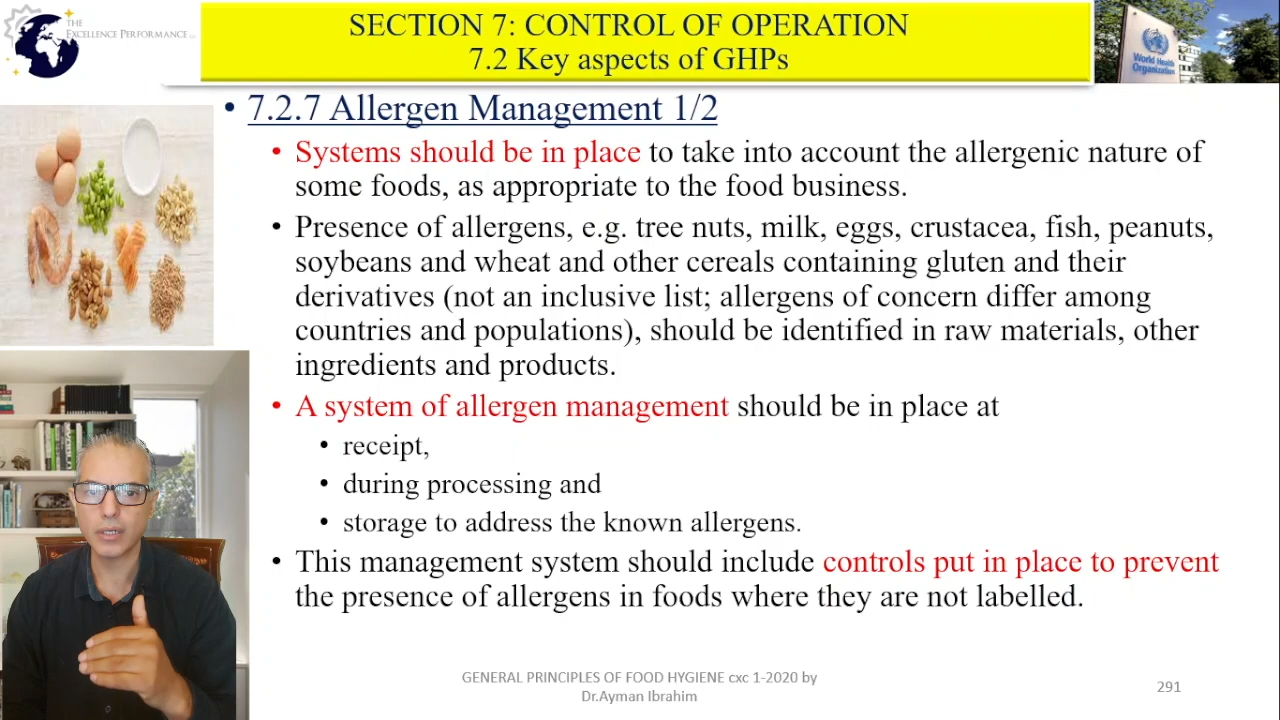 THE
EXCELLENCE PERFORMANCE LLC
SECTION 7: CONTROL OF OPERATION
7.2 Key aspects of GHPs
World Health
Organization
• 7.2.7 Allergen Management 1/2
• Systems should be in place to take into account the allergenic nature of
some foods, as appropriate to the food business.
• Presence of allergens, e.g. tree nuts, milk, eggs, crustacea, fish, peanuts,
soybeans and wheat and other cereals containing gluten and their
derivatives (not an inclusive list; allergens of concern differ among
countries and populations), should be identified in raw materials, other
ingredients and products.
• A system of allergen management should be in place at
• receipt,
• during processing and
• storage to address the known allergens.
• This management system should include controls put in place to prevent
the presence of allergens in foods where they are not labelled.
GENERAL PRINCIPLES OF FOOD HYGIENE cxc 1-2020 by
Dr.Ayman Ibrahim
291